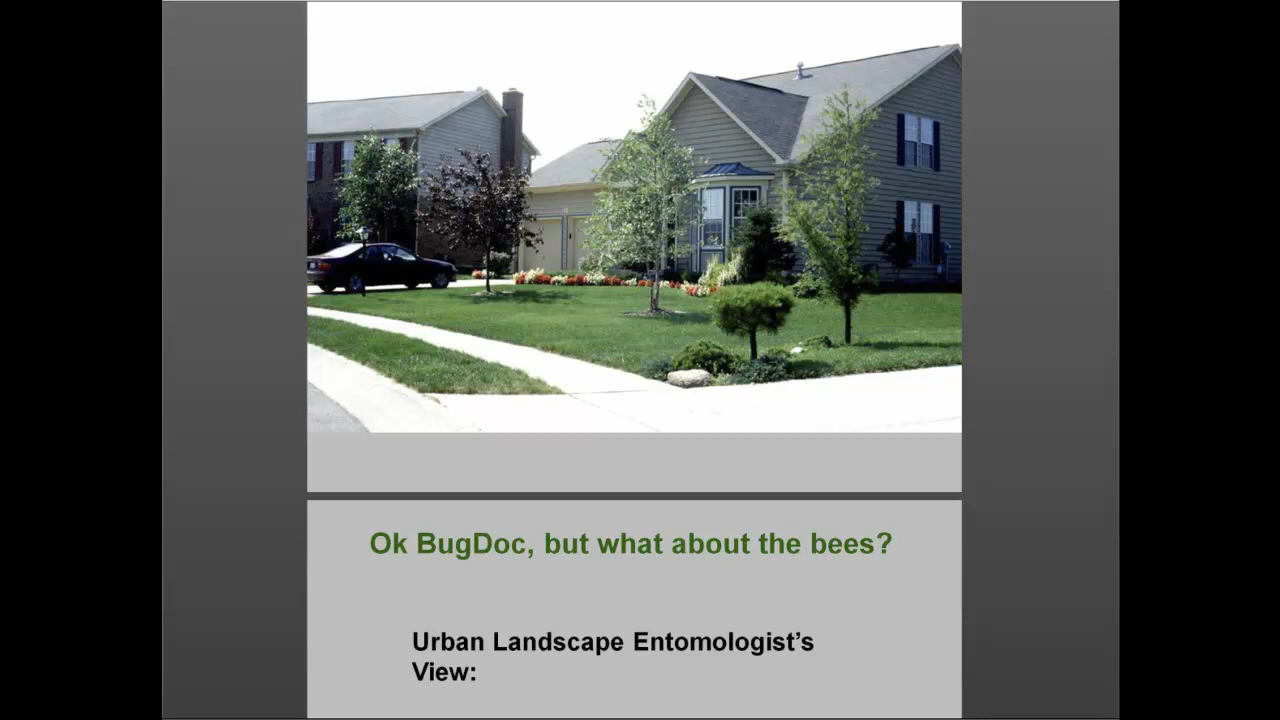 Ok BugDoc, but what about the bees?
Urban Landscape Entomologist’s
View: